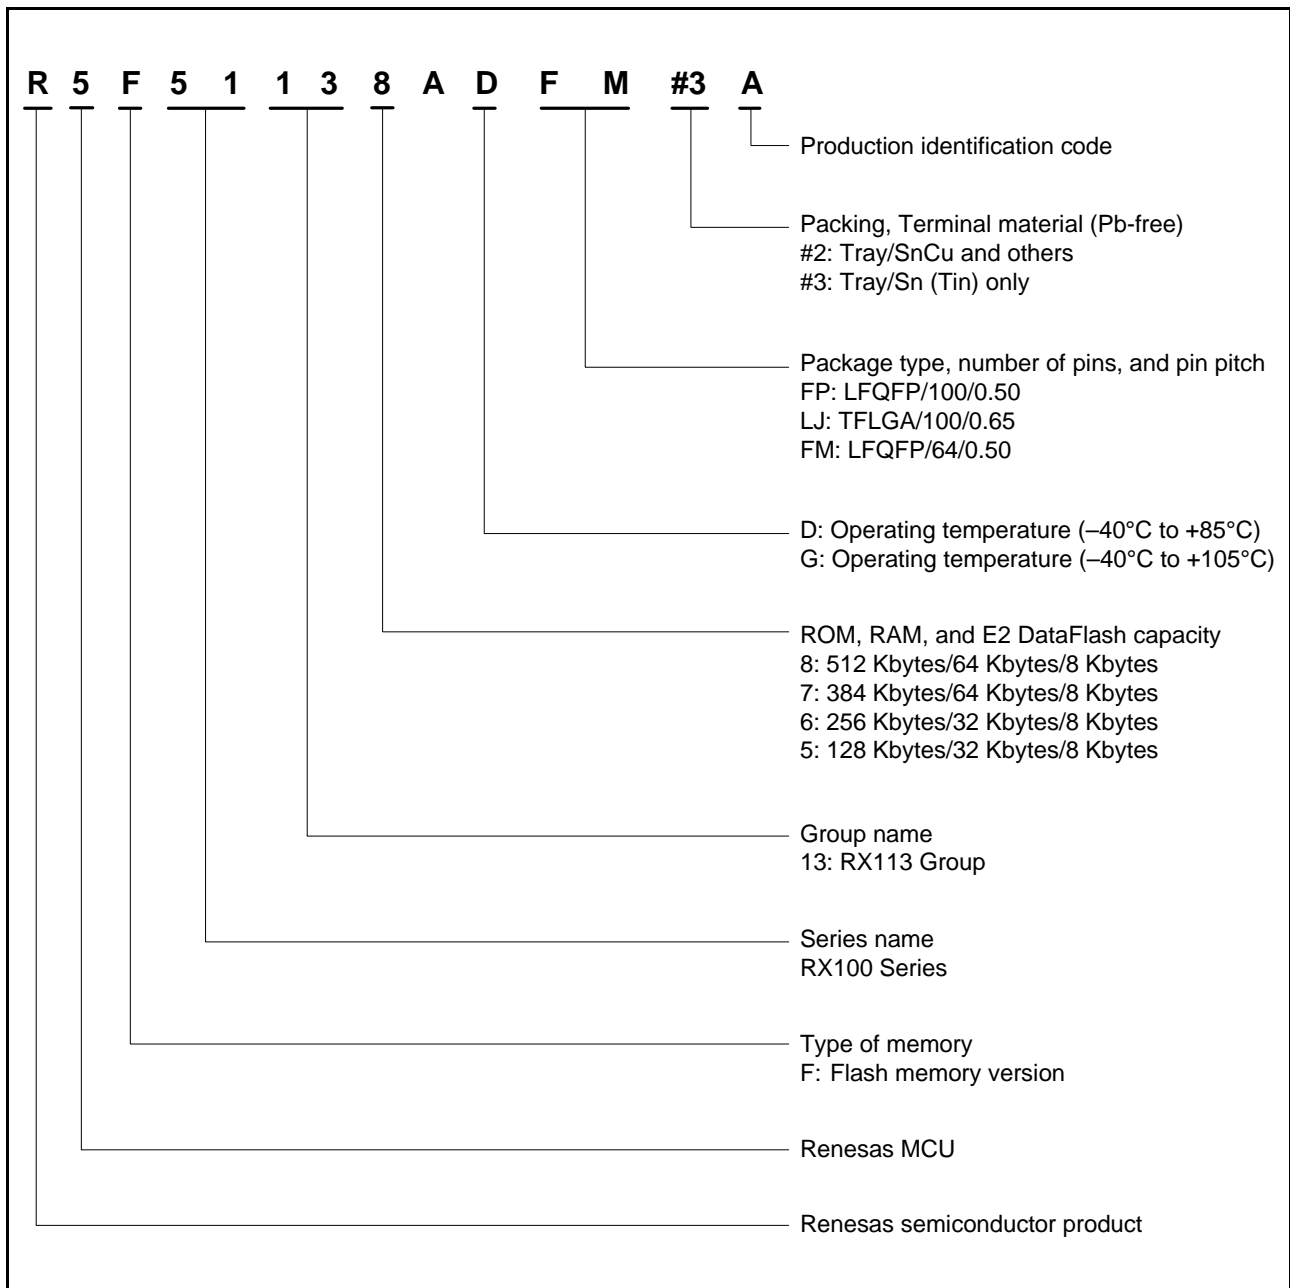 R 5 F 5 1 1 3 8 A D F M #3 A
Production identification code
Packing, Terminal material (Pb-free)
#2: Tray/SnCu and others
#3: Tray/Sn (Tin) only
Package type, number of pins, and pin pitch
FP: LFQFP/100/0.50
LJ: TFLGA/100/0.65
FM: LFQFP/64/0.50
D: Operating temperature (–40°C to +85°C)
G: Operating temperature (–40°C to +105°C)
ROM, RAM, and E2 DataFlash capacity
8: 512 Kbytes/64 Kbytes/8 Kbytes
7: 384 Kbytes/64 Kbytes/8 Kbytes
6: 256 Kbytes/32 Kbytes/8 Kbytes
5: 128 Kbytes/32 Kbytes/8 Kbytes
Group name
13: RX113 Group
Series name
RX100 Series
Type of memory
F: Flash memory version
Renesas MCU
Renesas semiconductor product